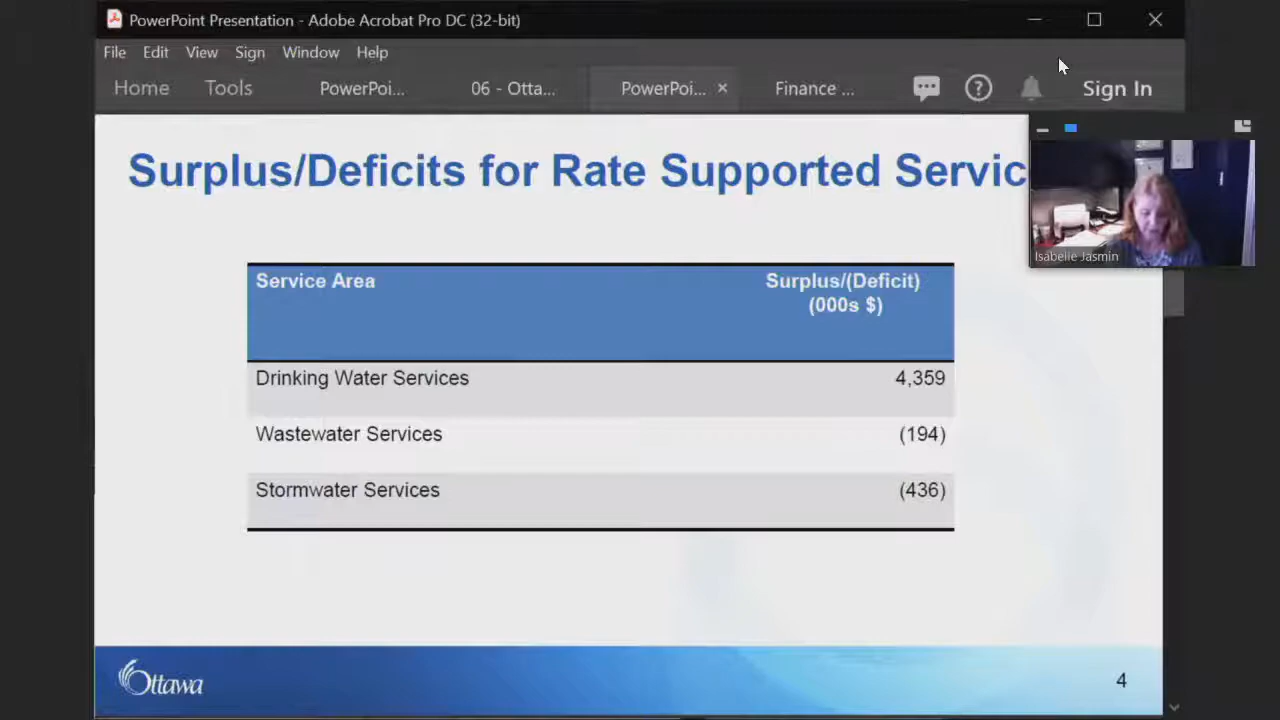 PowerPoint Presentation - Adobe Acrobat Pro DC (32-bit)
File Edit View Sign Window Help
Home Tools PowerPoi... 06 - Otta... PowerPoi... × Finance ... Sign In
Surplus/Deficits for Rate Supported Servic
Isabelle Jasmin
Service Area Surplus/(Deficit)
(000s $)
Drinking Water Services 4,359
Wastewater Services (194)
Stormwater Services (436)
Ottawa 4